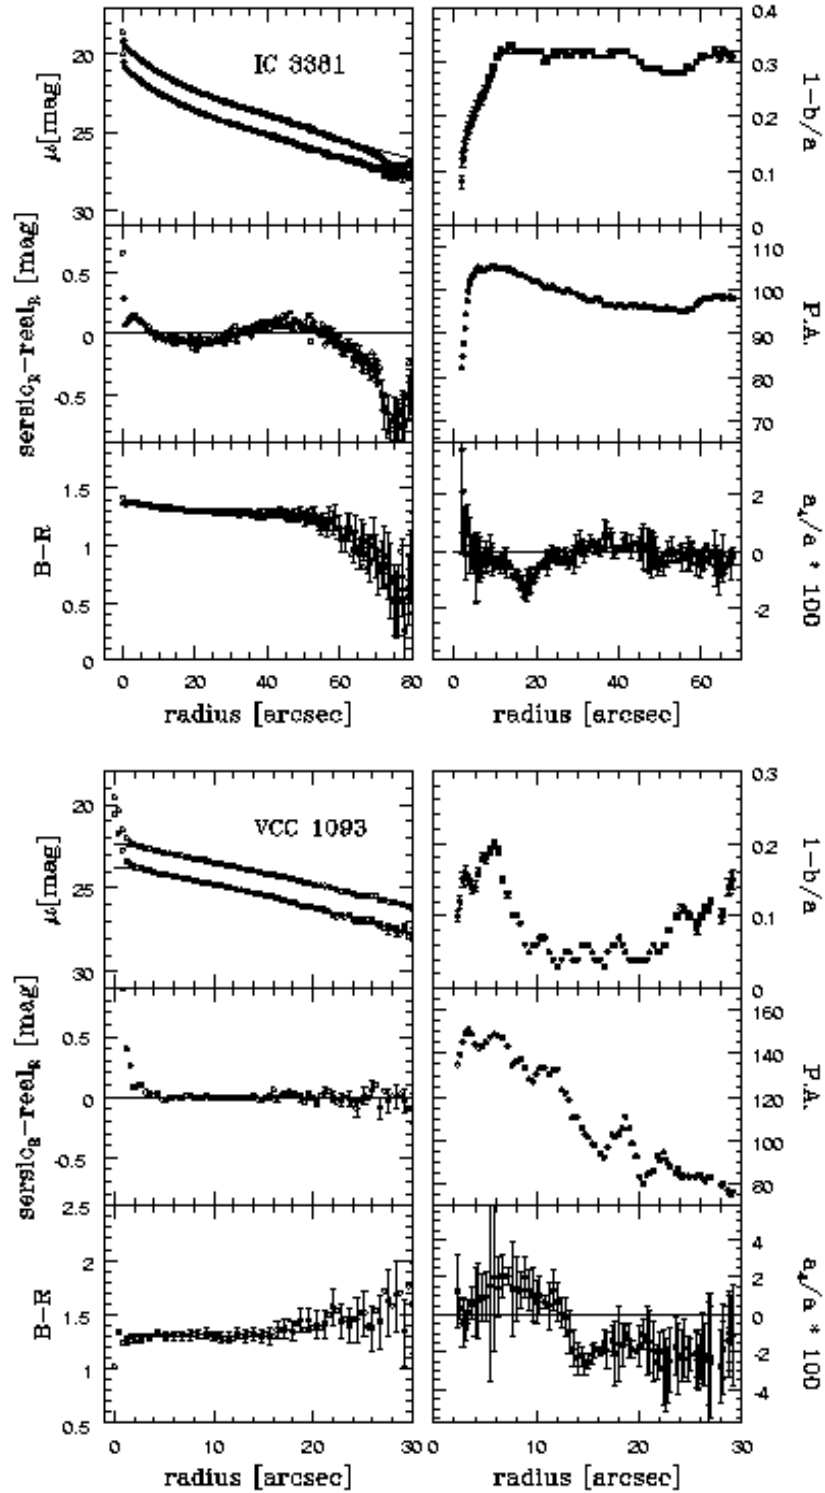 IC 3381
μ[mag]
20
25
30
0.4
0.3
0.2
0.1
0
1−b/a
sersic_R−real_R [mag]
0.5
0
-0.5
110
100
90
80
70
P.A.
B−R
1.5
1
0.5
0
2
0
-2
a_4/a * 100
0 20 40 60 80
0 20 40 60
radius [arcsec]
radius [arcsec]
VCC 1093
μ[mag]
20
25
30
0.3
0.2
0.1
0
1−b/a
sersic_R−real_R [mag]
0.5
0
-0.5
160
140
120
100
80
P.A.
B−R
2.5
2
1.5
1
0.5
4
2
0
-2
-4
a_4/a * 100
0 10 20 30
0 10 20 30
radius [arcsec]
radius [arcsec]